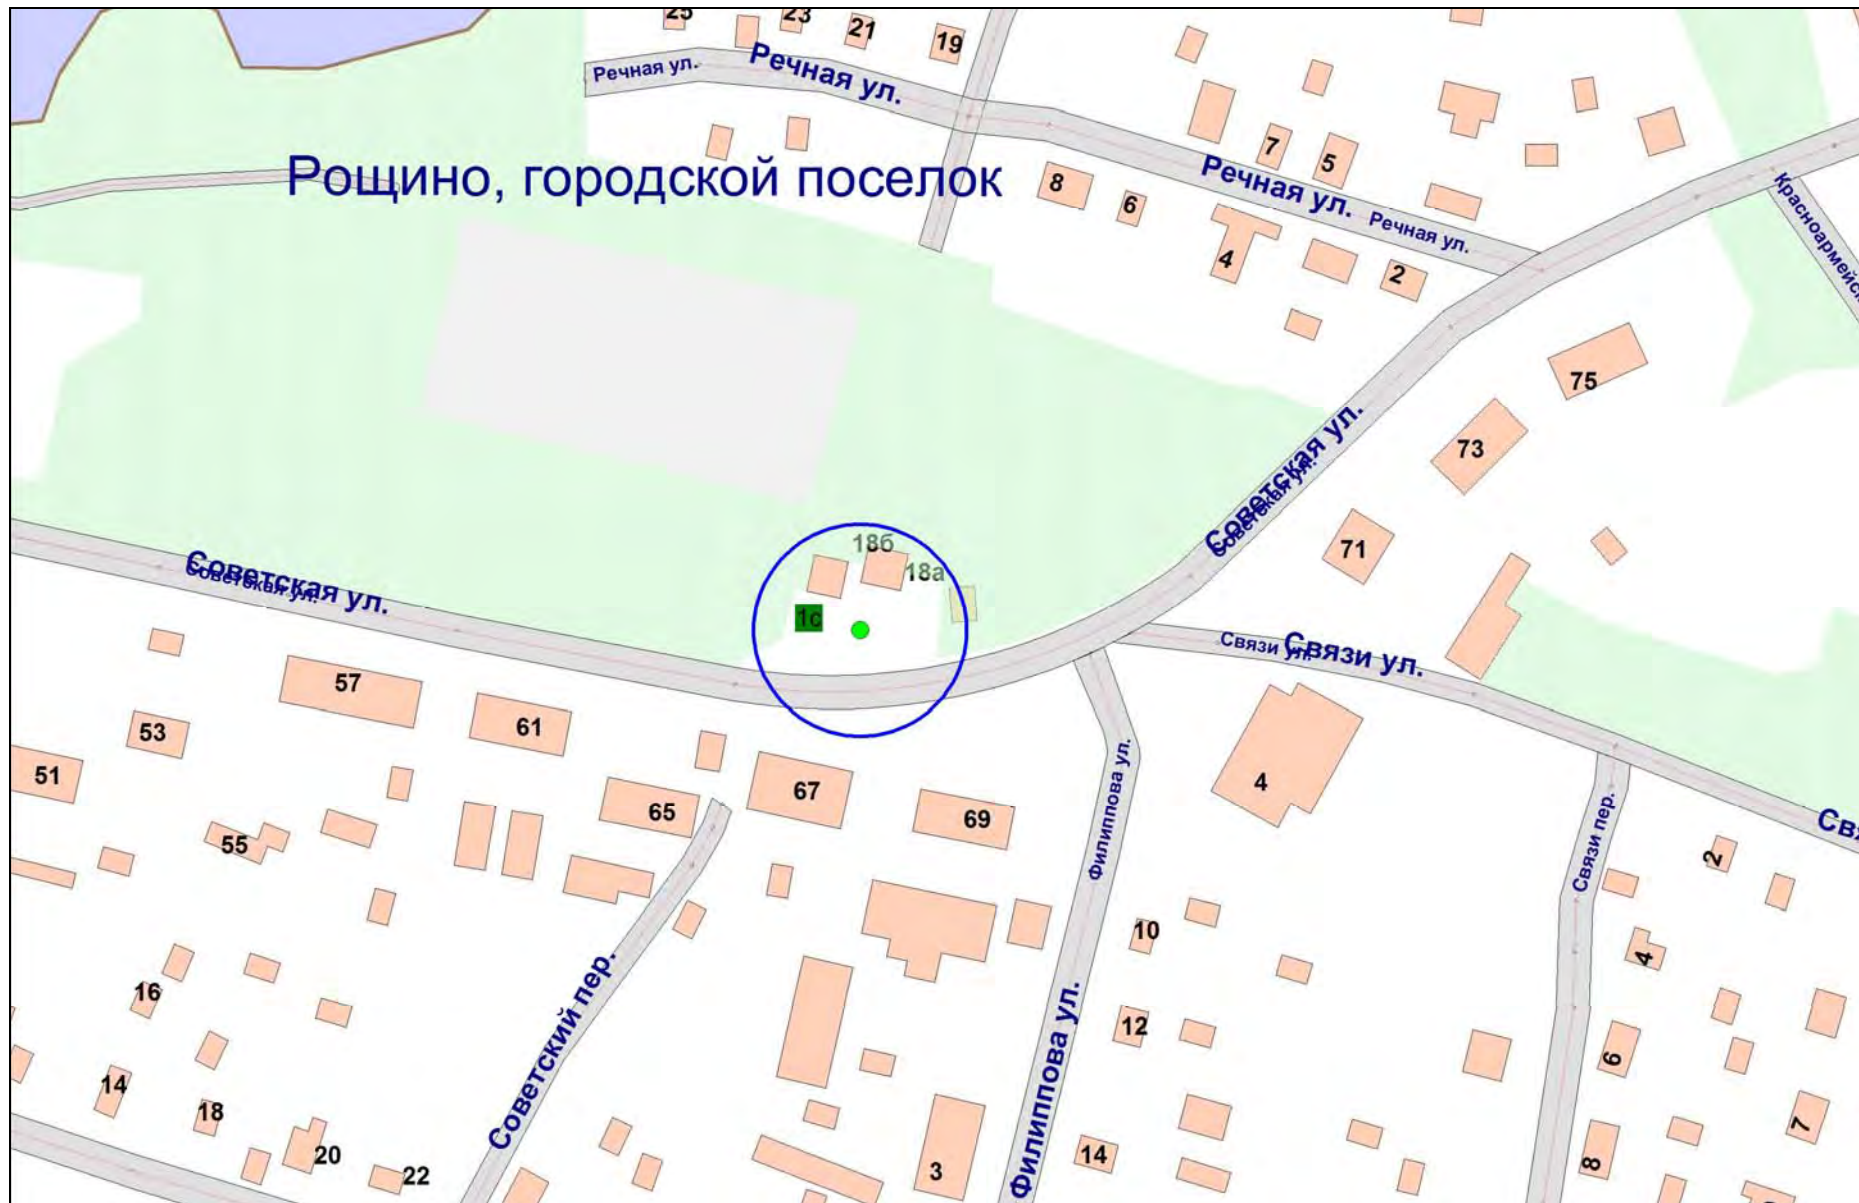 25
23
21
19
Речная ул.
Речная ул.
Рощино, городской поселок
7
5
8
6
Речная ул.
Речная ул.
4
2
75
73
71
Советская ул.
Советская ул.
18б
18а
1с
Советская ул.
Советская ул.
Связи ул.
Связи ул.
57
53
61
51
67
65
69
55
4
Филиппова ул.
Связи пер.
2
10
4
16
12
6
Советский пер.
Филиппова ул.
14
18
20
22
3
14
8
7